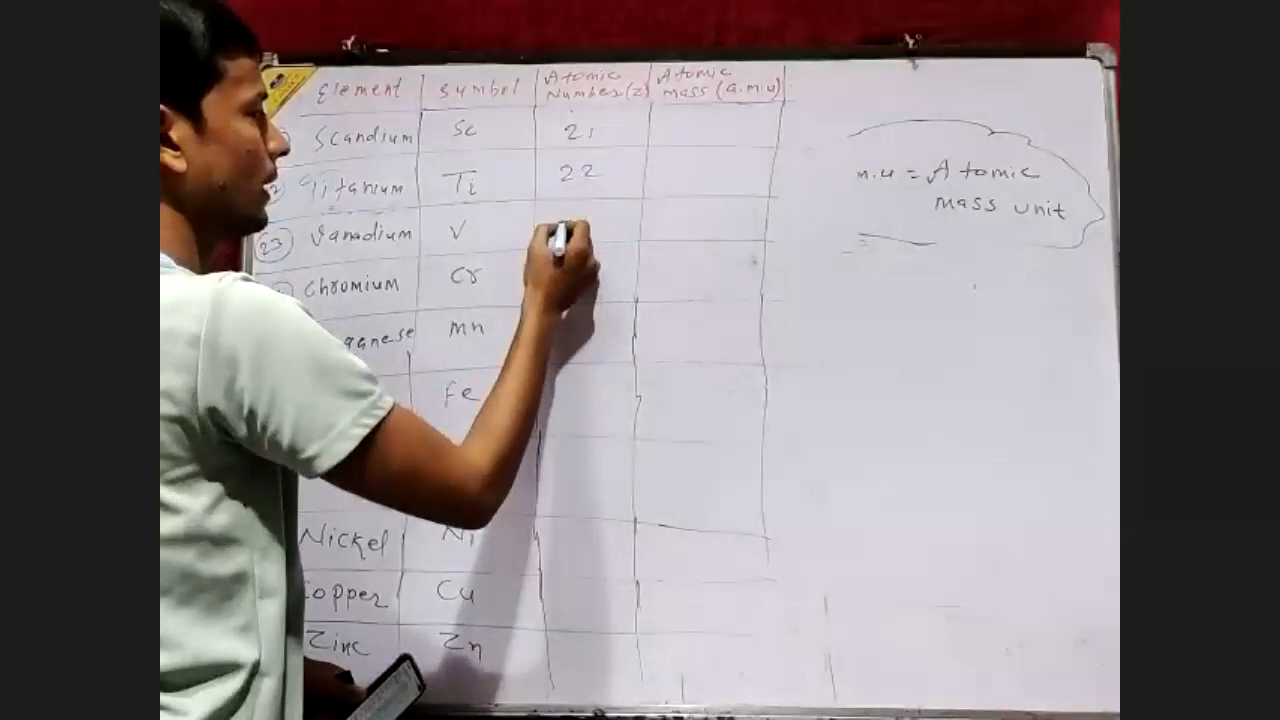 Element Symbol Atomic Number(Z) Atomic mass (a.m.u)
Scandium Sc 21
Titanium Ti 22
23 Vanadium V
Chromium Cr
Mn
Fe
Nickel Ni
Copper Cu
Zinc Zn
m.u = Atomic
mass unit